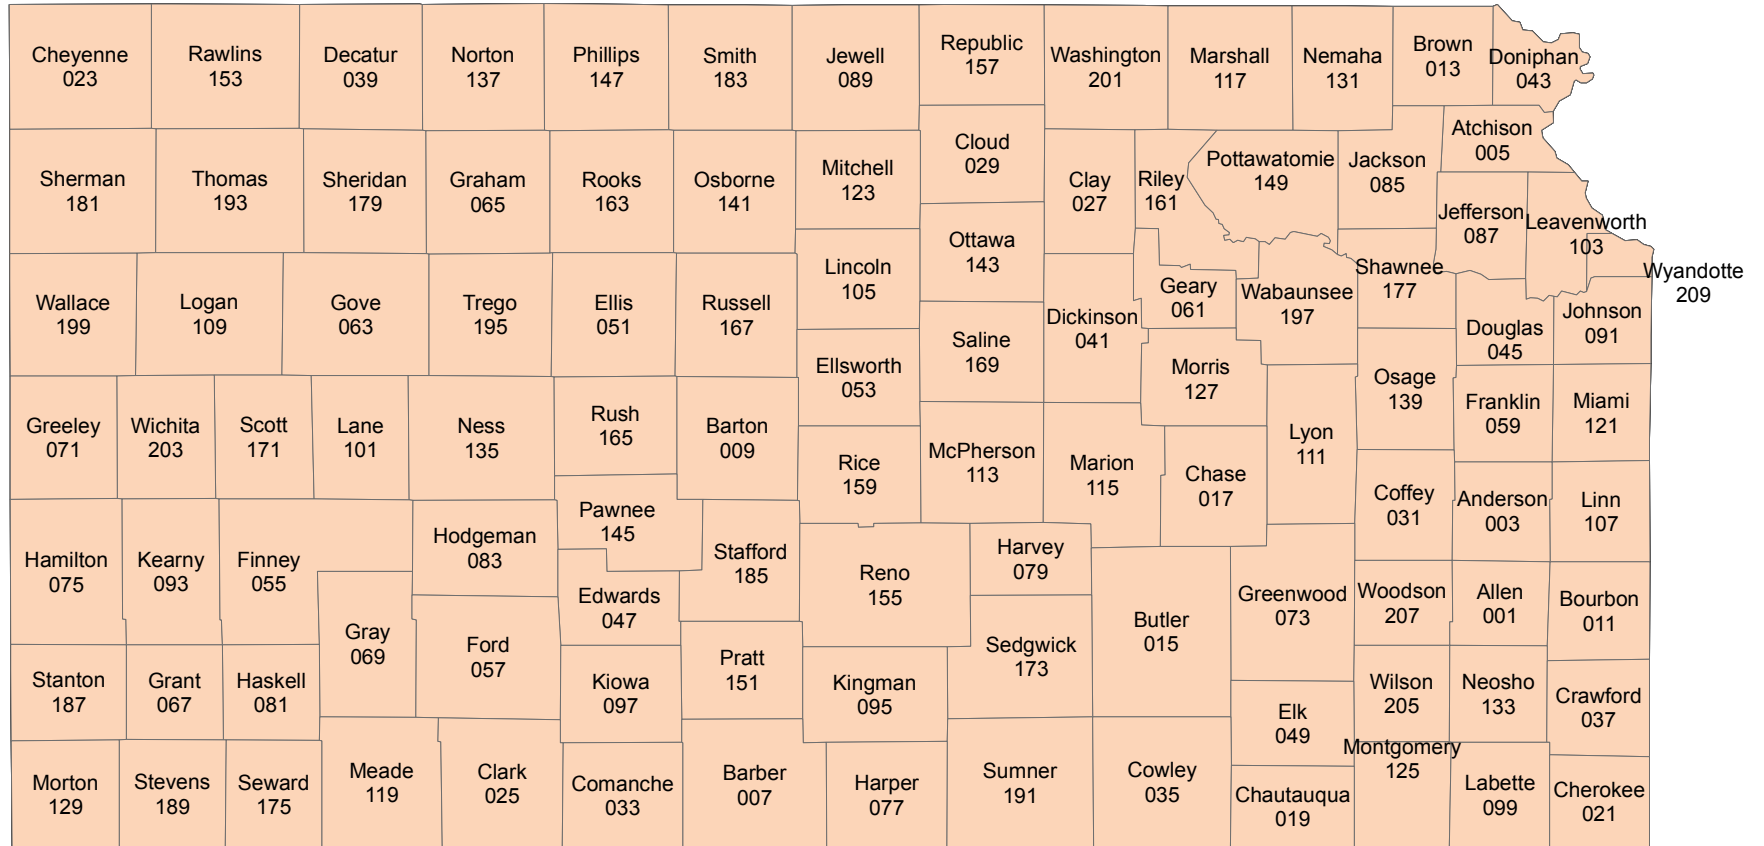 Cheyenne
023
Rawlins
153
Decatur
039
Norton
137
Phillips
147
Smith
183
Jewell
089
Republic
157
Washington
201
Marshall
117
Nemaha
131
Brown
013
Doniphan
043
Sherman
181
Thomas
193
Sheridan
179
Graham
065
Rooks
163
Osborne
141
Mitchell
123
Cloud
029
Clay
027
Riley
161
Pottawatomie
149
Jackson
085
Atchison
005
Jefferson
087
Leavenworth
103
Wyandotte
209
Wallace
199
Logan
109
Gove
063
Trego
195
Ellis
051
Russell
167
Lincoln
105
Ottawa
143
Saline
169
Dickinson
041
Geary
061
Wabaunsee
197
Shawnee
177
Douglas
045
Johnson
091
Ellsworth
053
Morris
127
Osage
139
Franklin
059
Miami
121
Greeley
071
Wichita
203
Scott
171
Lane
101
Ness
135
Rush
165
Barton
009
Rice
159
McPherson
113
Marion
115
Chase
017
Lyon
111
Coffey
031
Anderson
003
Linn
107
Hamilton
075
Kearny
093
Finney
055
Hodgeman
083
Pawnee
145
Stafford
185
Reno
155
Harvey
079
Edwards
047
Gray
069
Ford
057
Butler
015
Greenwood
073
Woodson
207
Allen
001
Bourbon
011
Stanton
187
Grant
067
Haskell
081
Kiowa
097
Pratt
151
Kingman
095
Sedgwick
173
Elk
049
Wilson
205
Neosho
133
Crawford
037
Morton
129
Stevens
189
Seward
175
Meade
119
Clark
025
Comanche
033
Barber
007
Harper
077
Sumner
191
Cowley
035
Chautauqua
019
Montgomery
125
Labette
099
Cherokee
021